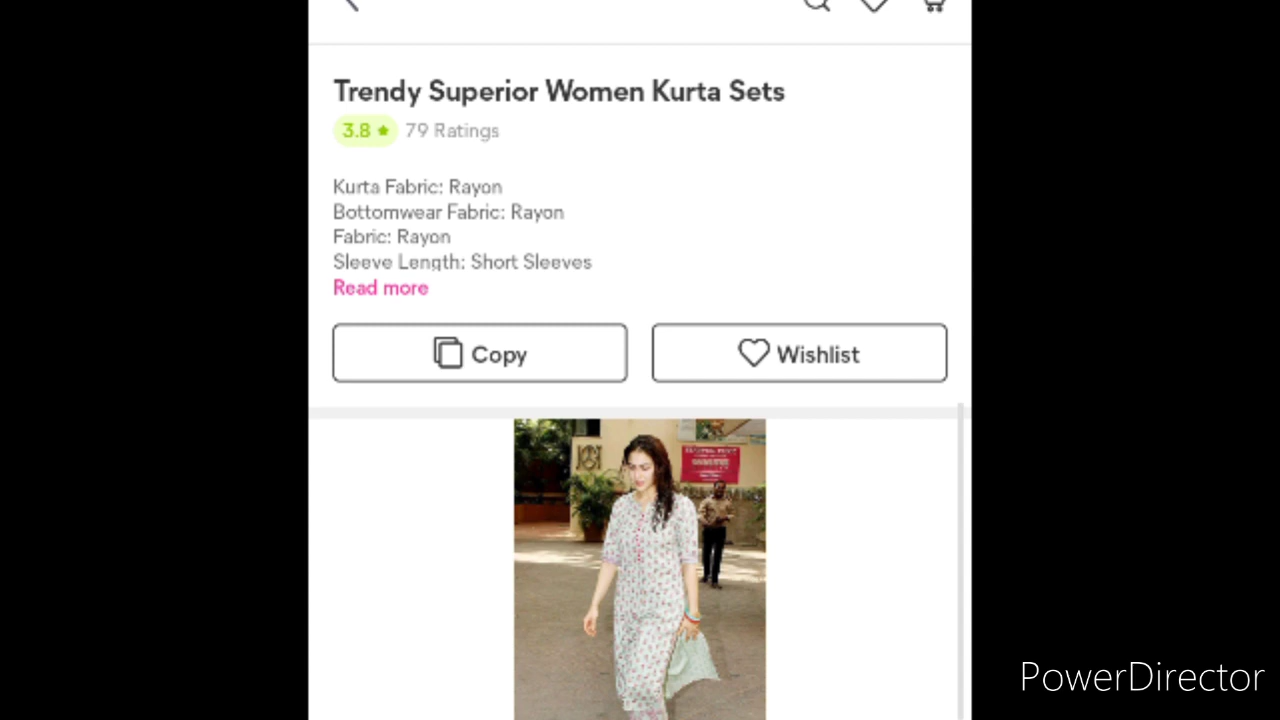 Trendy Superior Women Kurta Sets
3.8 ★ 79 Ratings
Kurta Fabric: Rayon
Bottomwear Fabric: Rayon
Fabric: Rayon
Sleeve Length: Short Sleeves
Read more
Copy
Wishlist
PowerDirector